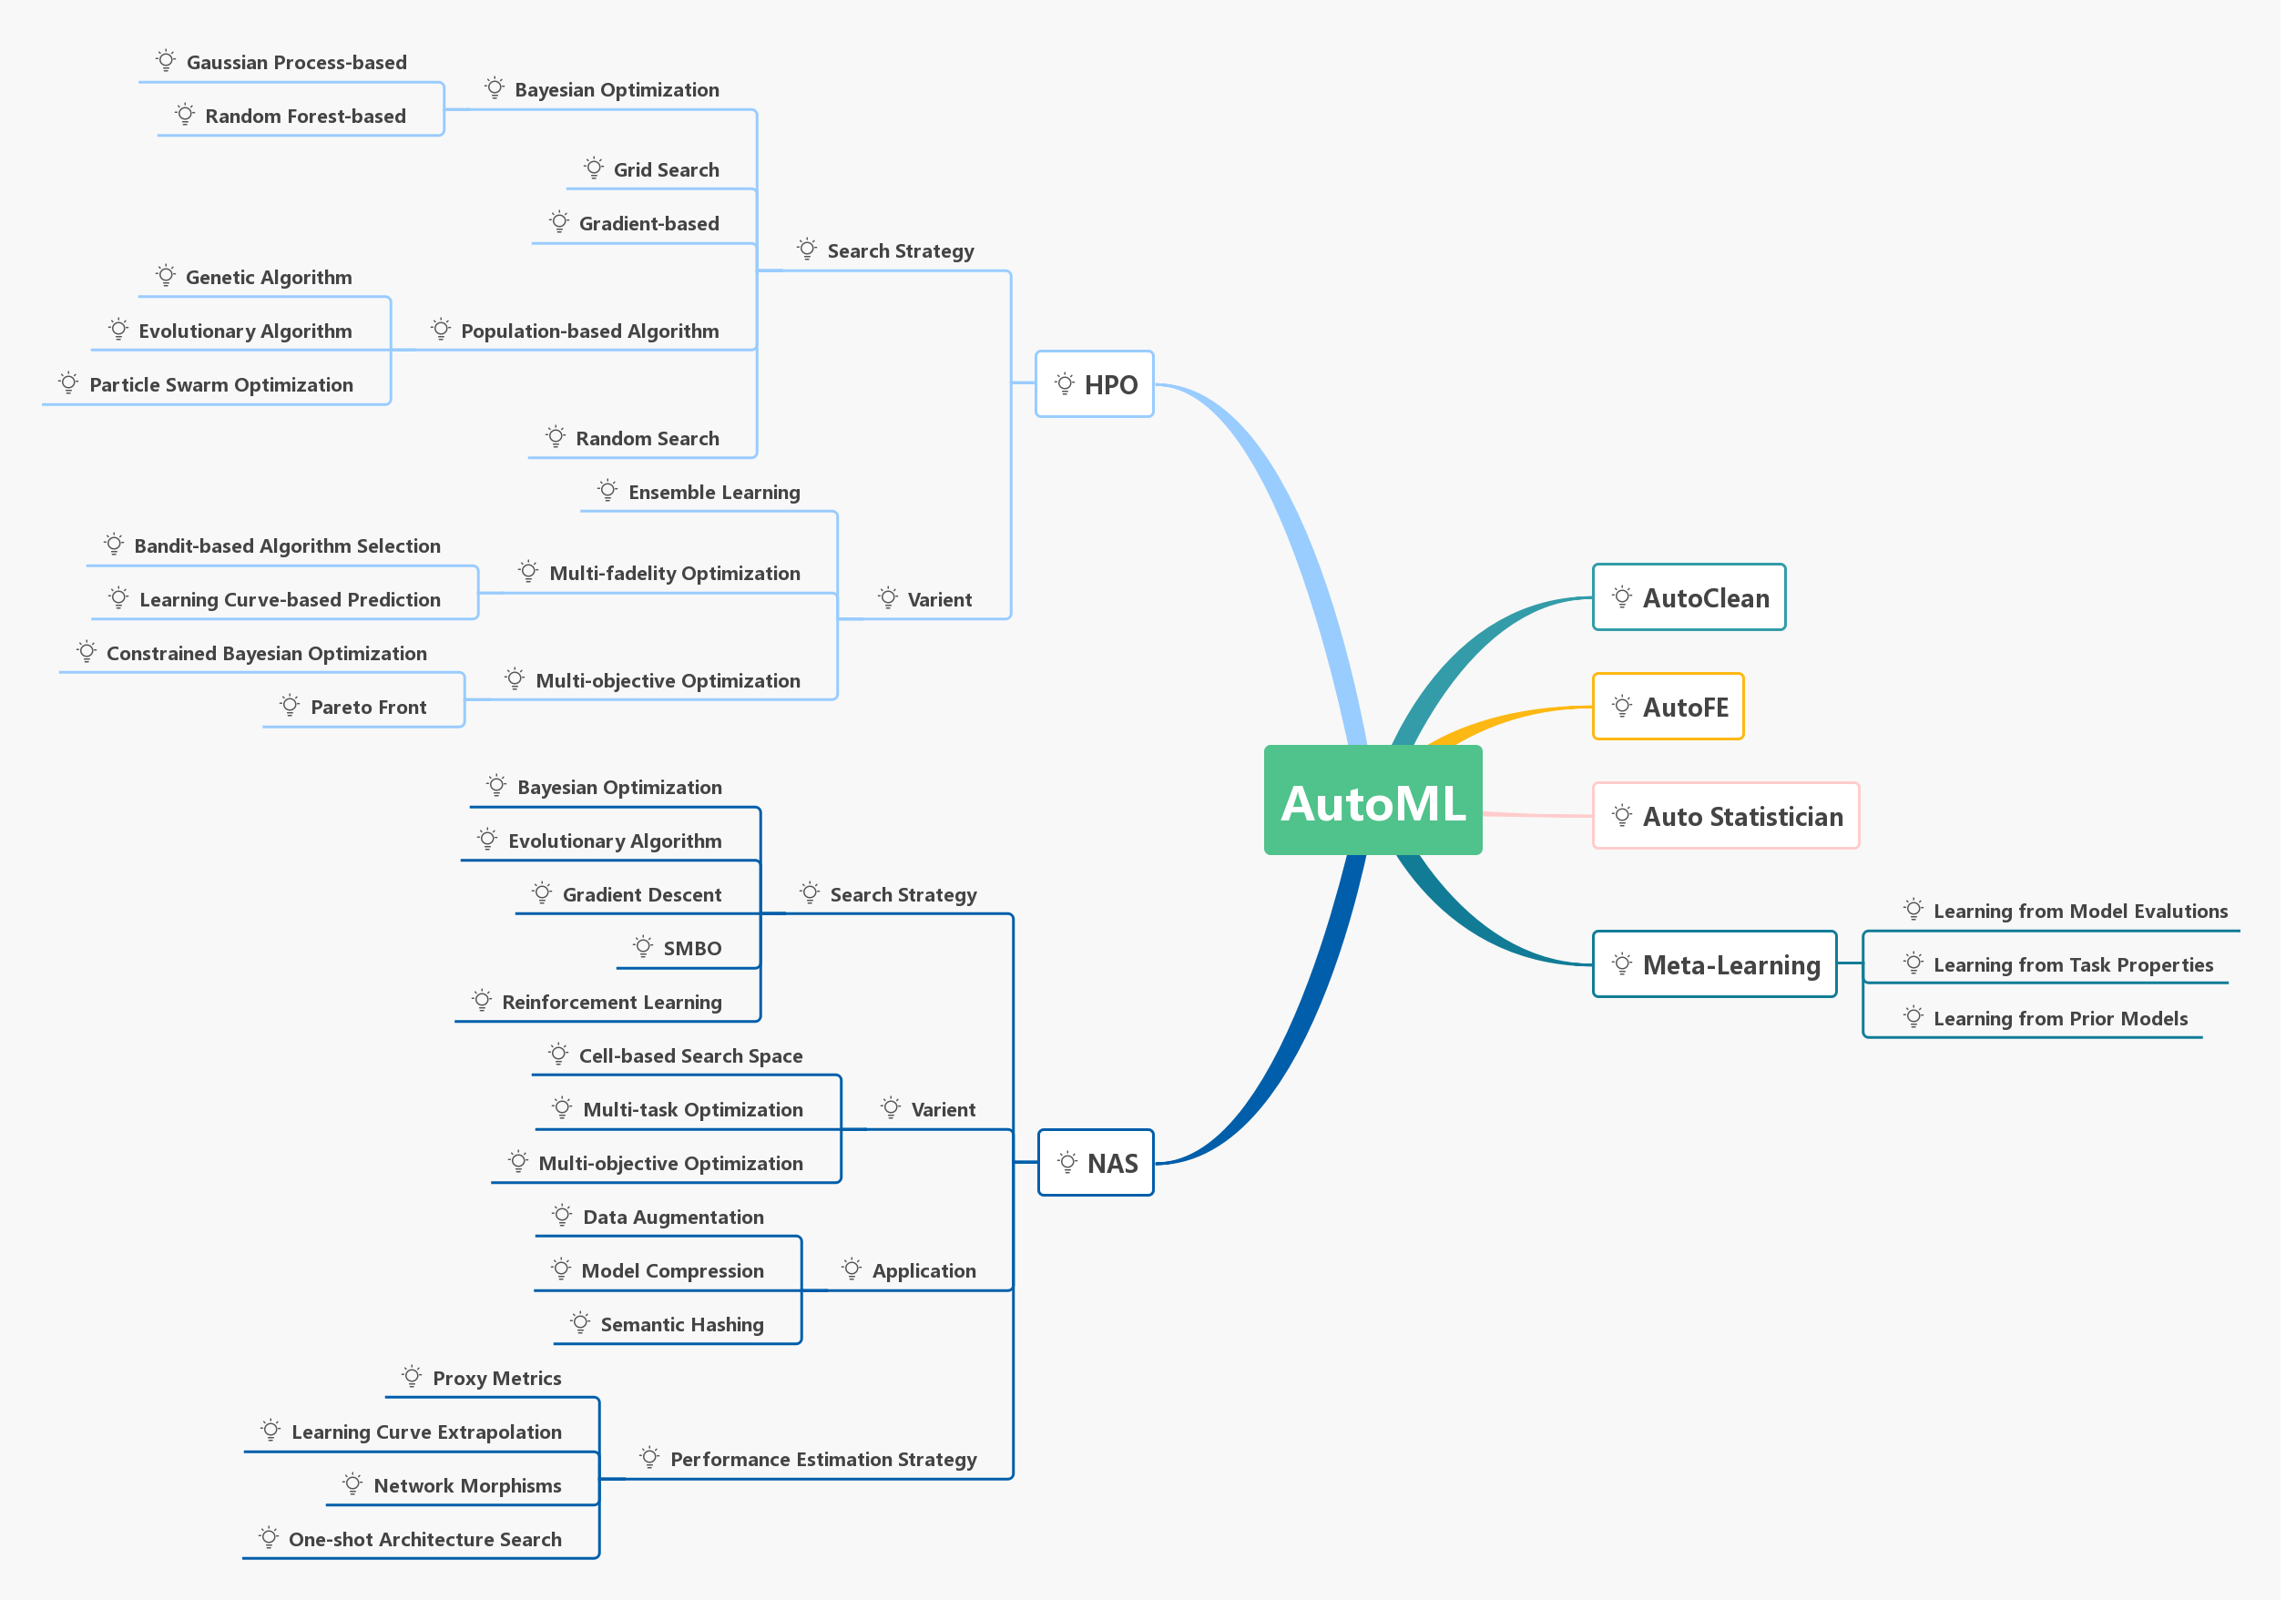 Gaussian Process-based
Random Forest-based
Bayesian Optimization
Grid Search
Gradient-based
Genetic Algorithm
Evolutionary Algorithm
Particle Swarm Optimization
Population-based Algorithm
Random Search
Search Strategy
Ensemble Learning
Bandit-based Algorithm Selection
Learning Curve-based Prediction
Multi-fadelity Optimization
Constrained Bayesian Optimization
Pareto Front
Multi-objective Optimization
Varient
HPO
Bayesian Optimization
Evolutionary Algorithm
Gradient Descent
SMBO
Reinforcement Learning
Search Strategy
Cell-based Search Space
Multi-task Optimization
Multi-objective Optimization
Varient
Data Augmentation
Model Compression
Semantic Hashing
Application
Proxy Metrics
Learning Curve Extrapolation
Network Morphisms
One-shot Architecture Search
Performance Estimation Strategy
NAS
AutoML
AutoClean
AutoFE
Auto Statistician
Meta-Learning
Learning from Model Evalutions
Learning from Task Properties
Learning from Prior Models